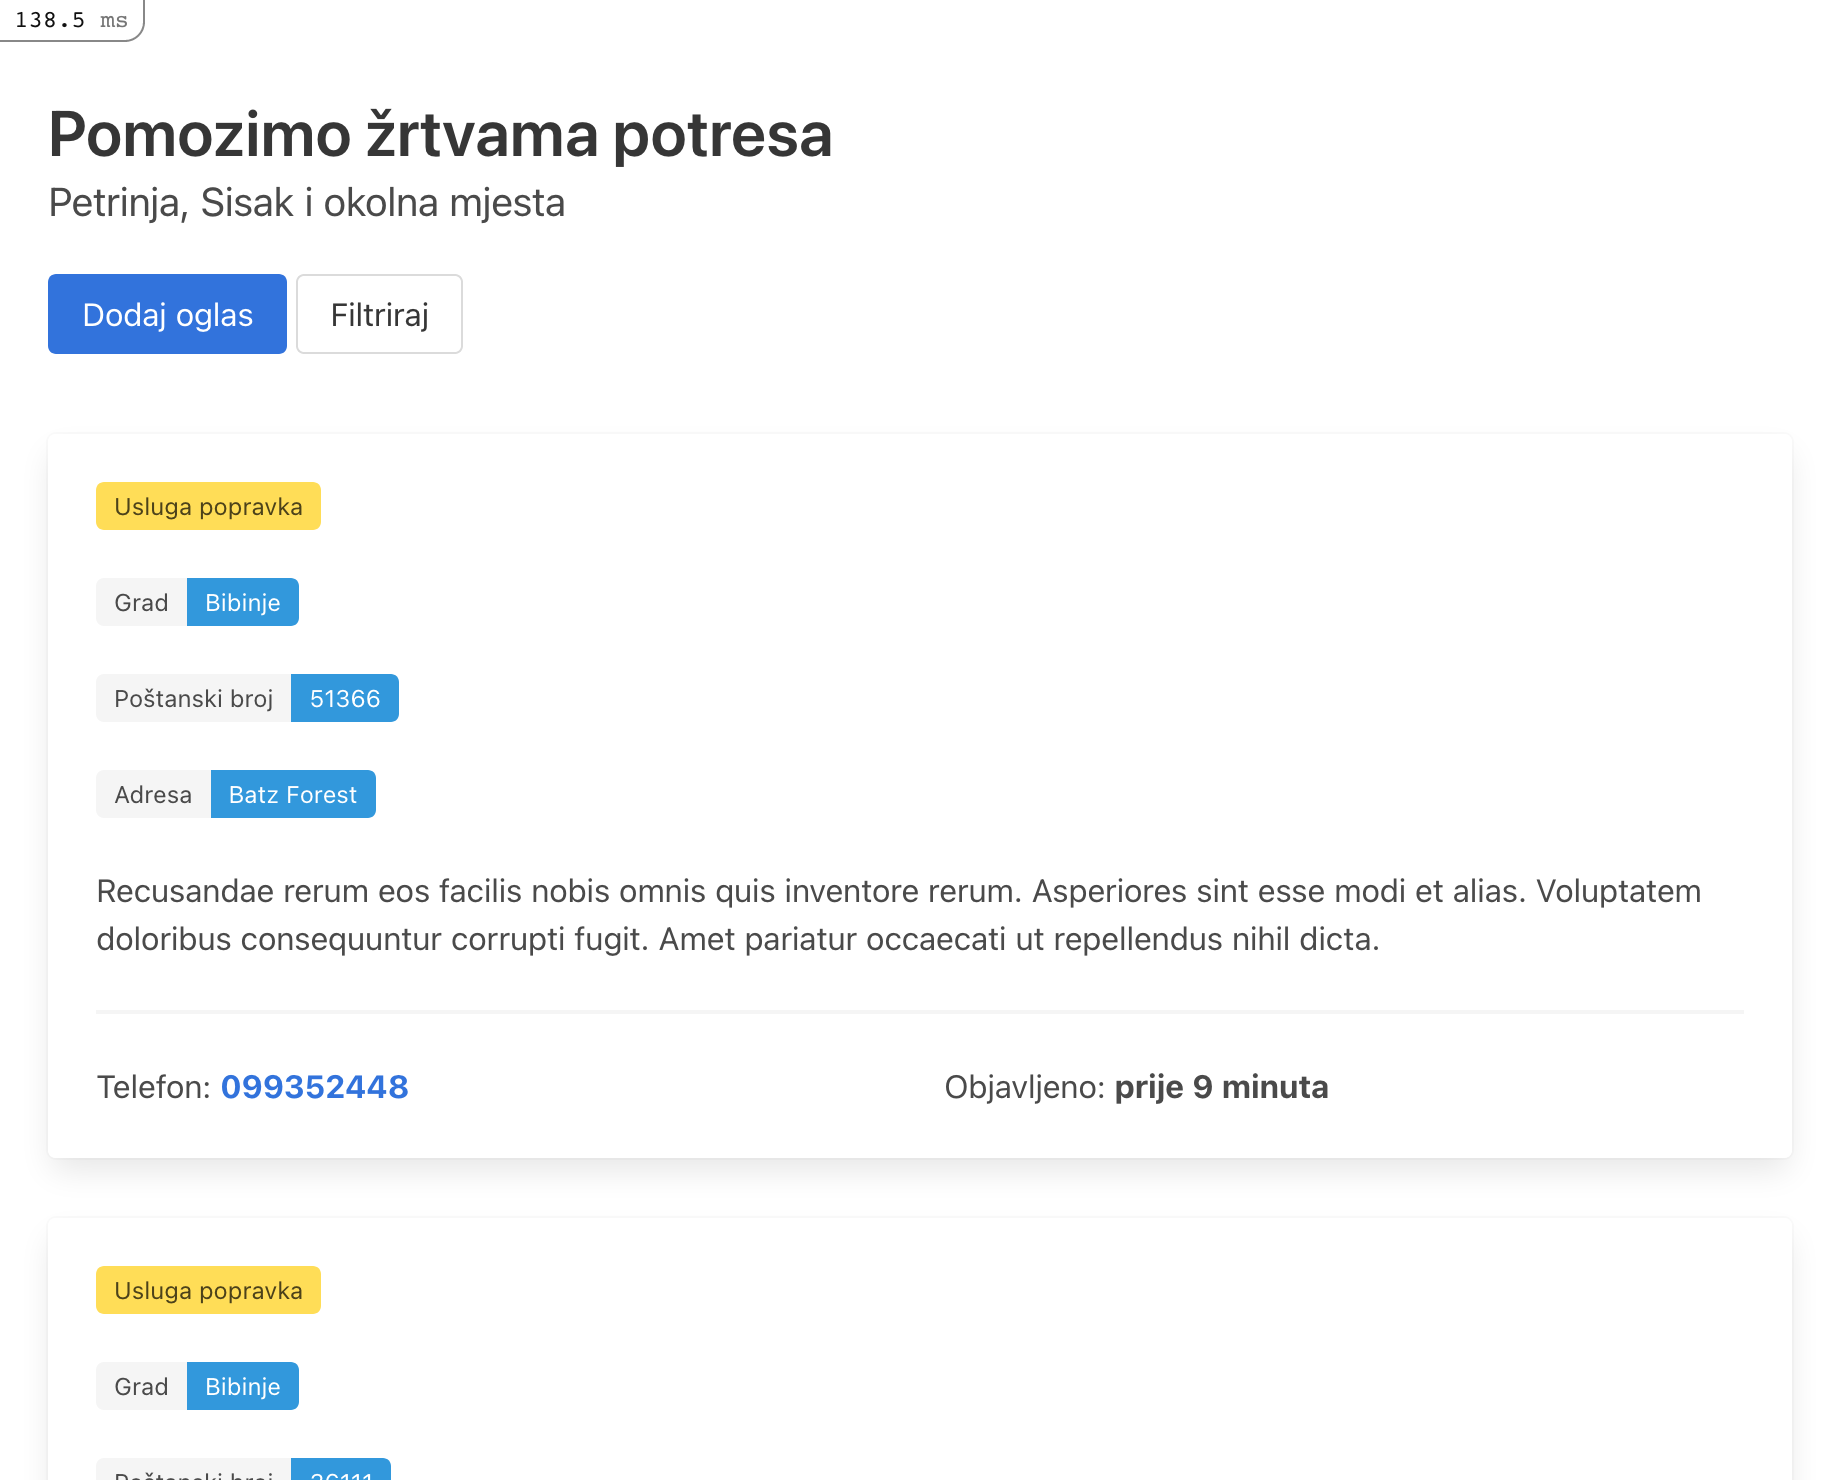 138.5 ms
Pomozimo žrtvama potresa
Petrinja, Sisak i okolna mjesta
Dodaj oglas Filtriraj
Usluga popravka
Grad Bibinje
Poštanski broj 51366
Adresa Batz Forest
Recusandae rerum eos facilis nobis omnis quis inventore rerum. Asperiores sint esse modi et alias. Voluptatem
doloribus consequuntur corrupti fugit. Amet pariatur occaecati ut repellendus nihil dicta.
Telefon: 099352448 Objavljeno: prije 9 minuta
Usluga popravka
Grad Bibinje
Poštanski broj